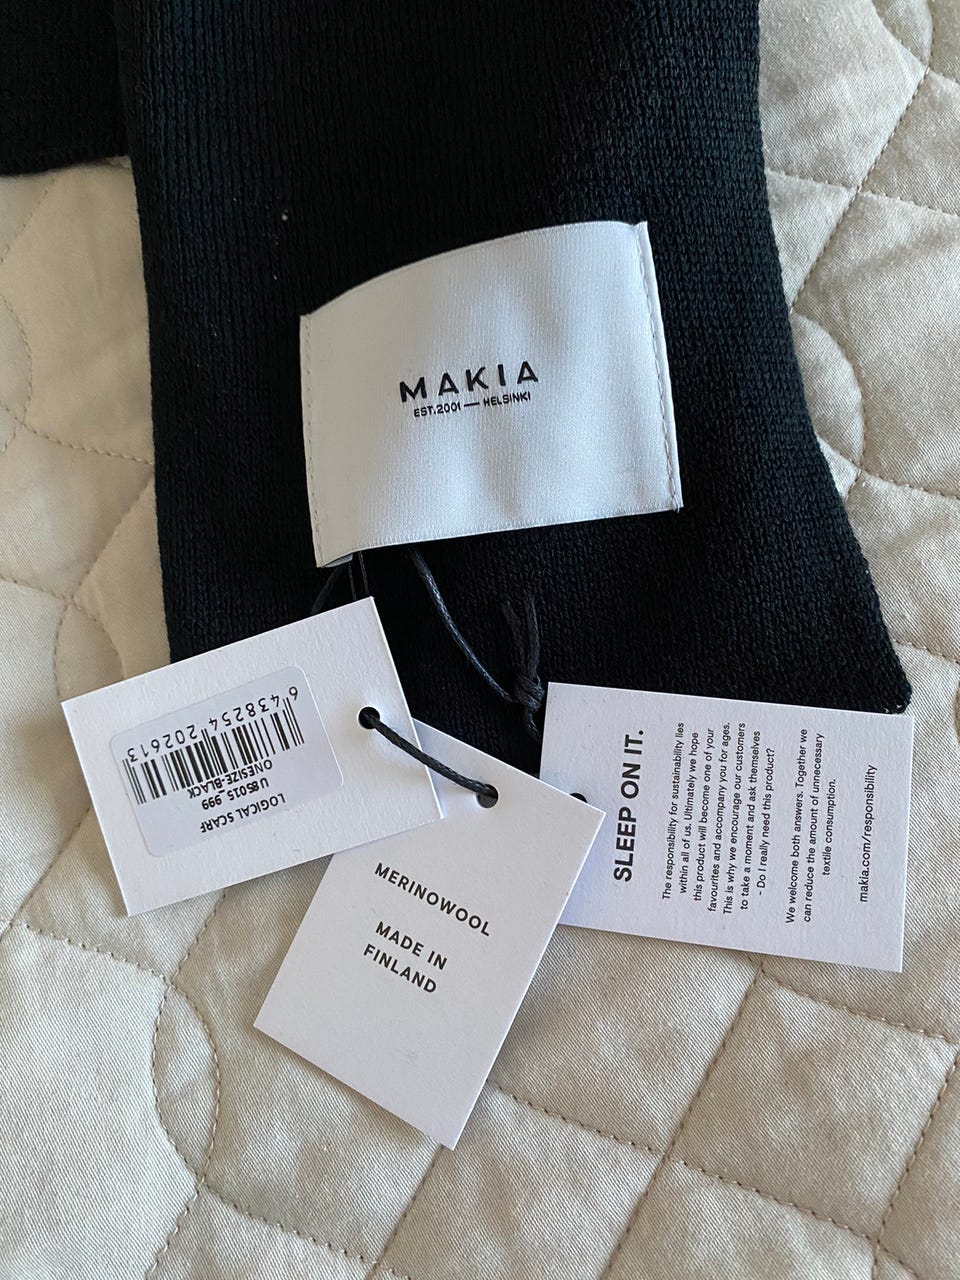 MAKIA
EST.2001 — HELSINKI
LOGICAL SCARF
U86015_999
ONESIZE-BLACK
6 438254 202613
MERINOWOOL
MADE IN
FINLAND
SLEEP ON IT.
The responsibility for sustainability lies
within all of us. Ultimately we hope
this product will become one of your
favourites and accompany you for ages.
This is why we encourage our customers
to take a moment and ask themselves
- Do I really need this product?
We welcome both answers. Together we
can reduce the amount of unnecessary
textile consumption.
makia.com/responsibility